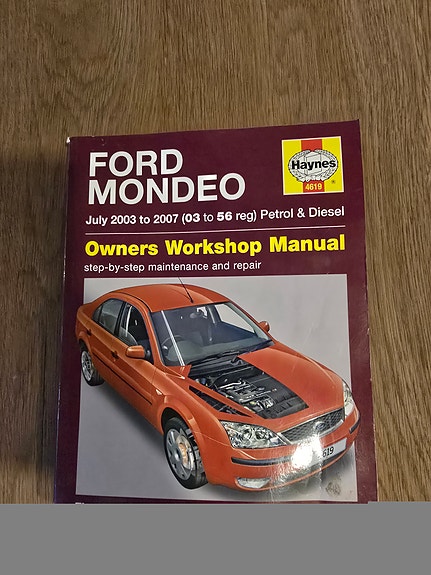 FORD
MONDEO
Haynes
4619
July 2003 to 2007 (03 to 56 reg) Petrol & Diesel
Owners Workshop Manual
step-by-step maintenance and repair
619